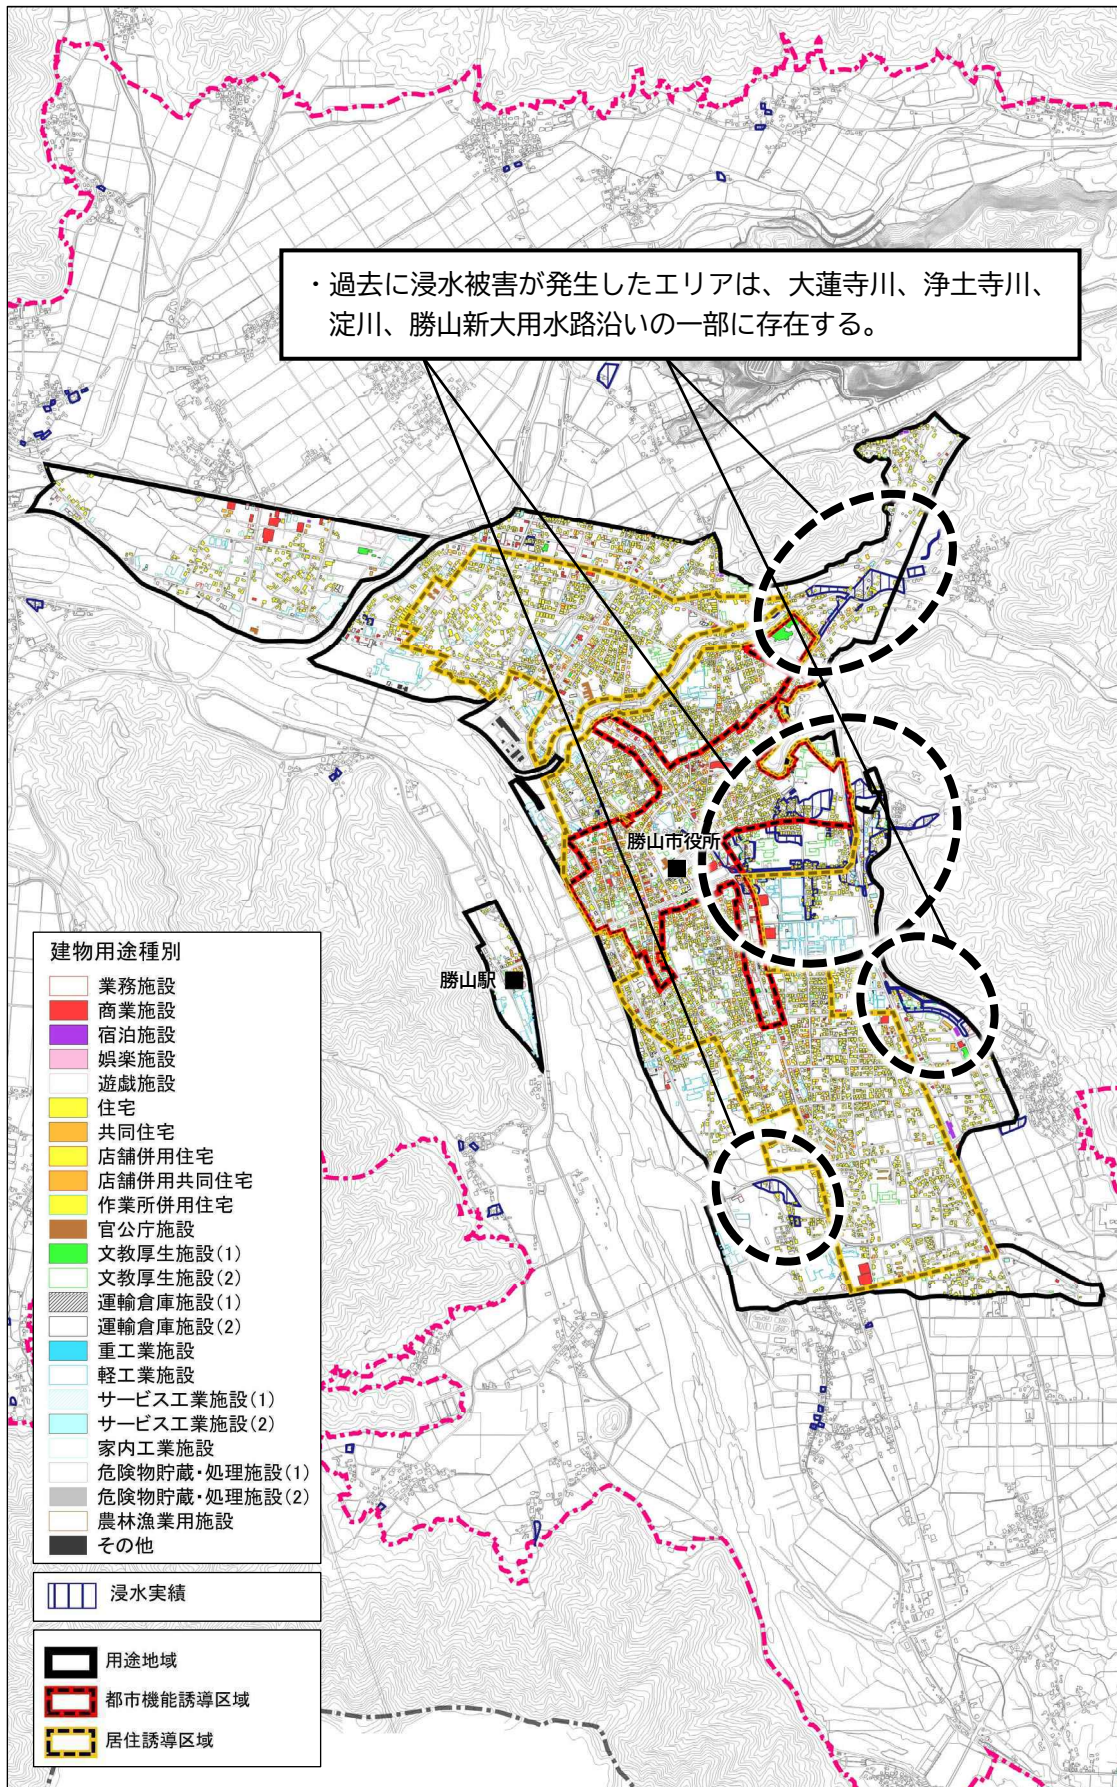 ・過去に浸水被害が発生したエリアは、大蓮寺川、浄土寺川、
淀川、勝山新大用水路沿いの一部に存在する。
勝山市役所
勝山駅
建物用途種別
業務施設
商業施設
宿泊施設
娯楽施設
遊戯施設
住宅
共同住宅
店舗併用住宅
店舗併用共同住宅
作業所併用住宅
官公庁施設
文教厚生施設(1)
文教厚生施設(2)
運輸倉庫施設(1)
運輸倉庫施設(2)
重工業施設
軽工業施設
サービス工業施設(1)
サービス工業施設(2)
家内工業施設
危険物貯蔵・処理施設(1)
危険物貯蔵・処理施設(2)
農林漁業用施設
その他
浸水実績
用途地域
都市機能誘導区域
居住誘導区域